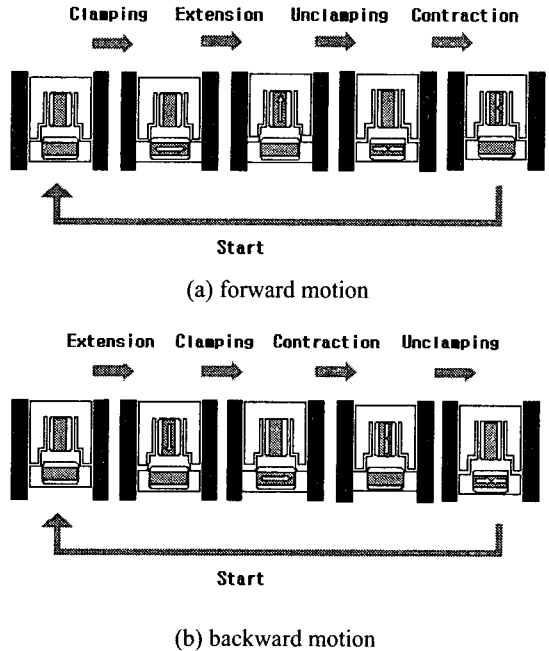 Clamping Extension Unclamping Contraction
Start
(a) forward motion
Extension Clamping Contraction Unclamping
Start
(b) backward motion